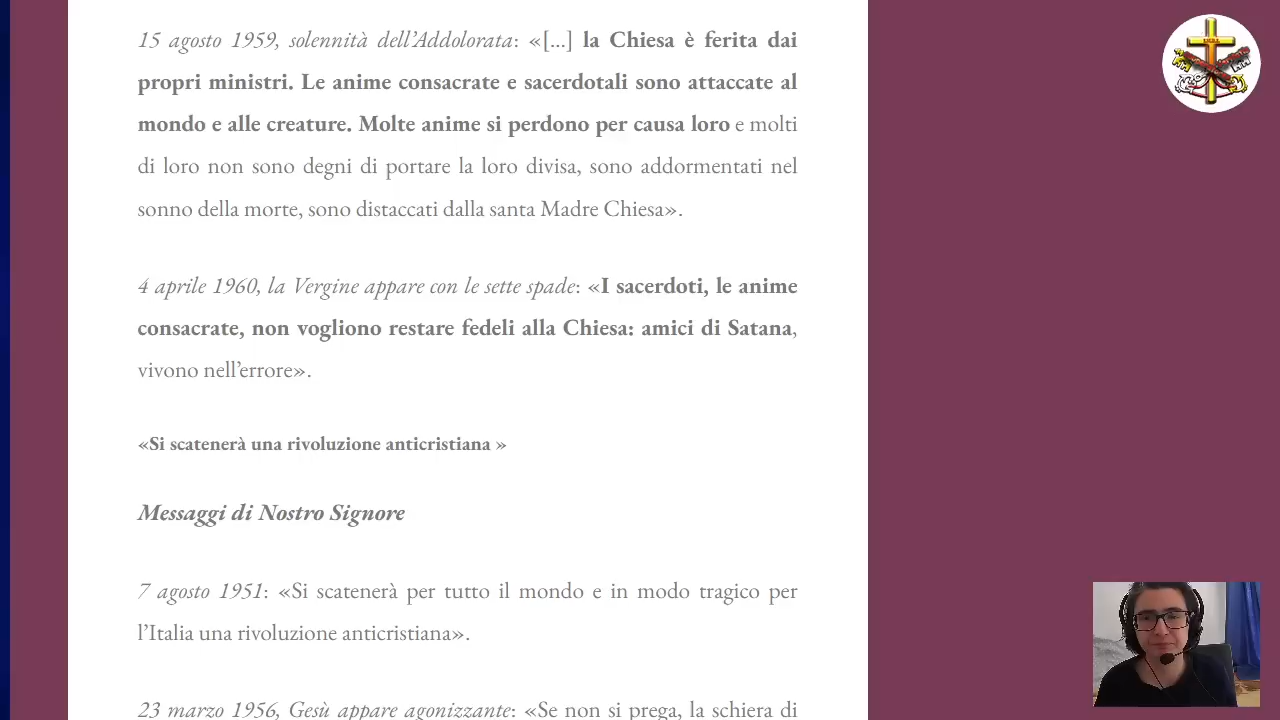 15 agosto 1959, solennità dell’Addolorata: «[…] la Chiesa è ferita dai
propri ministri. Le anime consacrate e sacerdotali sono attaccate al
mondo e alle creature. Molte anime si perdono per causa loro e molti
di loro non sono degni di portare la loro divisa, sono addormentati nel
sonno della morte, sono distaccati dalla santa Madre Chiesa».
4 aprile 1960, la Vergine appare con le sette spade: «I sacerdoti, le anime
consacrate, non vogliono restare fedeli alla Chiesa: amici di Satana,
vivono nell’errore».
«Si scatenerà una rivoluzione anticristiana »
Messaggi di Nostro Signore
7 agosto 1951: «Si scatenerà per tutto il mondo e in modo tragico per
l’Italia una rivoluzione anticristiana».
23 marzo 1956, Gesù appare agonizzante: «Se non si prega, la schiera di